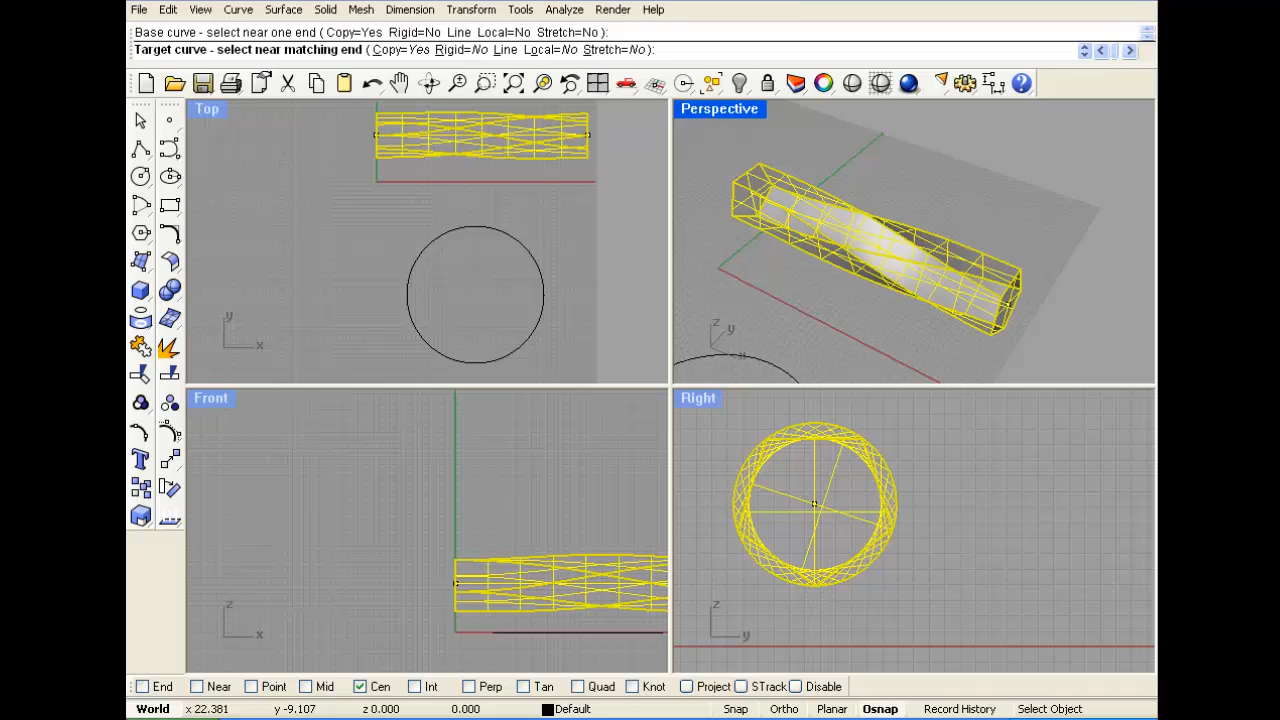 File Edit View Curve Surface Solid Mesh Dimension Transform Tools Analyze Render Help
Base curve - select near one end ( Copy=Yes Rigid=No Line Local=No Stretch=No):
Target curve - select near matching end ( Copy=Yes Rigid=No Line Local=No Stretch=No):
Top
Perspective
y
x
z
y
x
Front
Right
z
x
z
y
End Near Point Mid Cen Int Perp Tan Quad Knot Project STrack Disable
World x 22.381 y -9.107 z 0.000 0.000 Default Snap Ortho Planar Osnap Record History Select Object